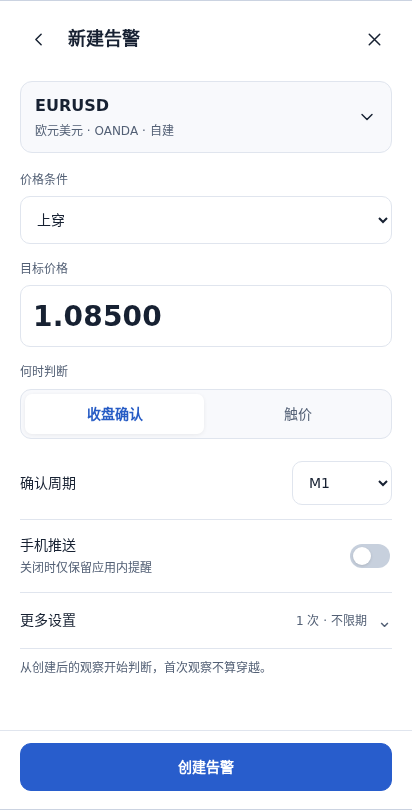 新建告警
EURUSD
欧元美元 · OANDA · 自建
价格条件
上穿
目标价格
1.08500
何时判断
收盘确认 触价
确认周期 M1
手机推送
关闭时仅保留应用内提醒
更多设置 1 次 · 不限期
从创建后的观察开始判断，首次观察不算穿越。
创建告警